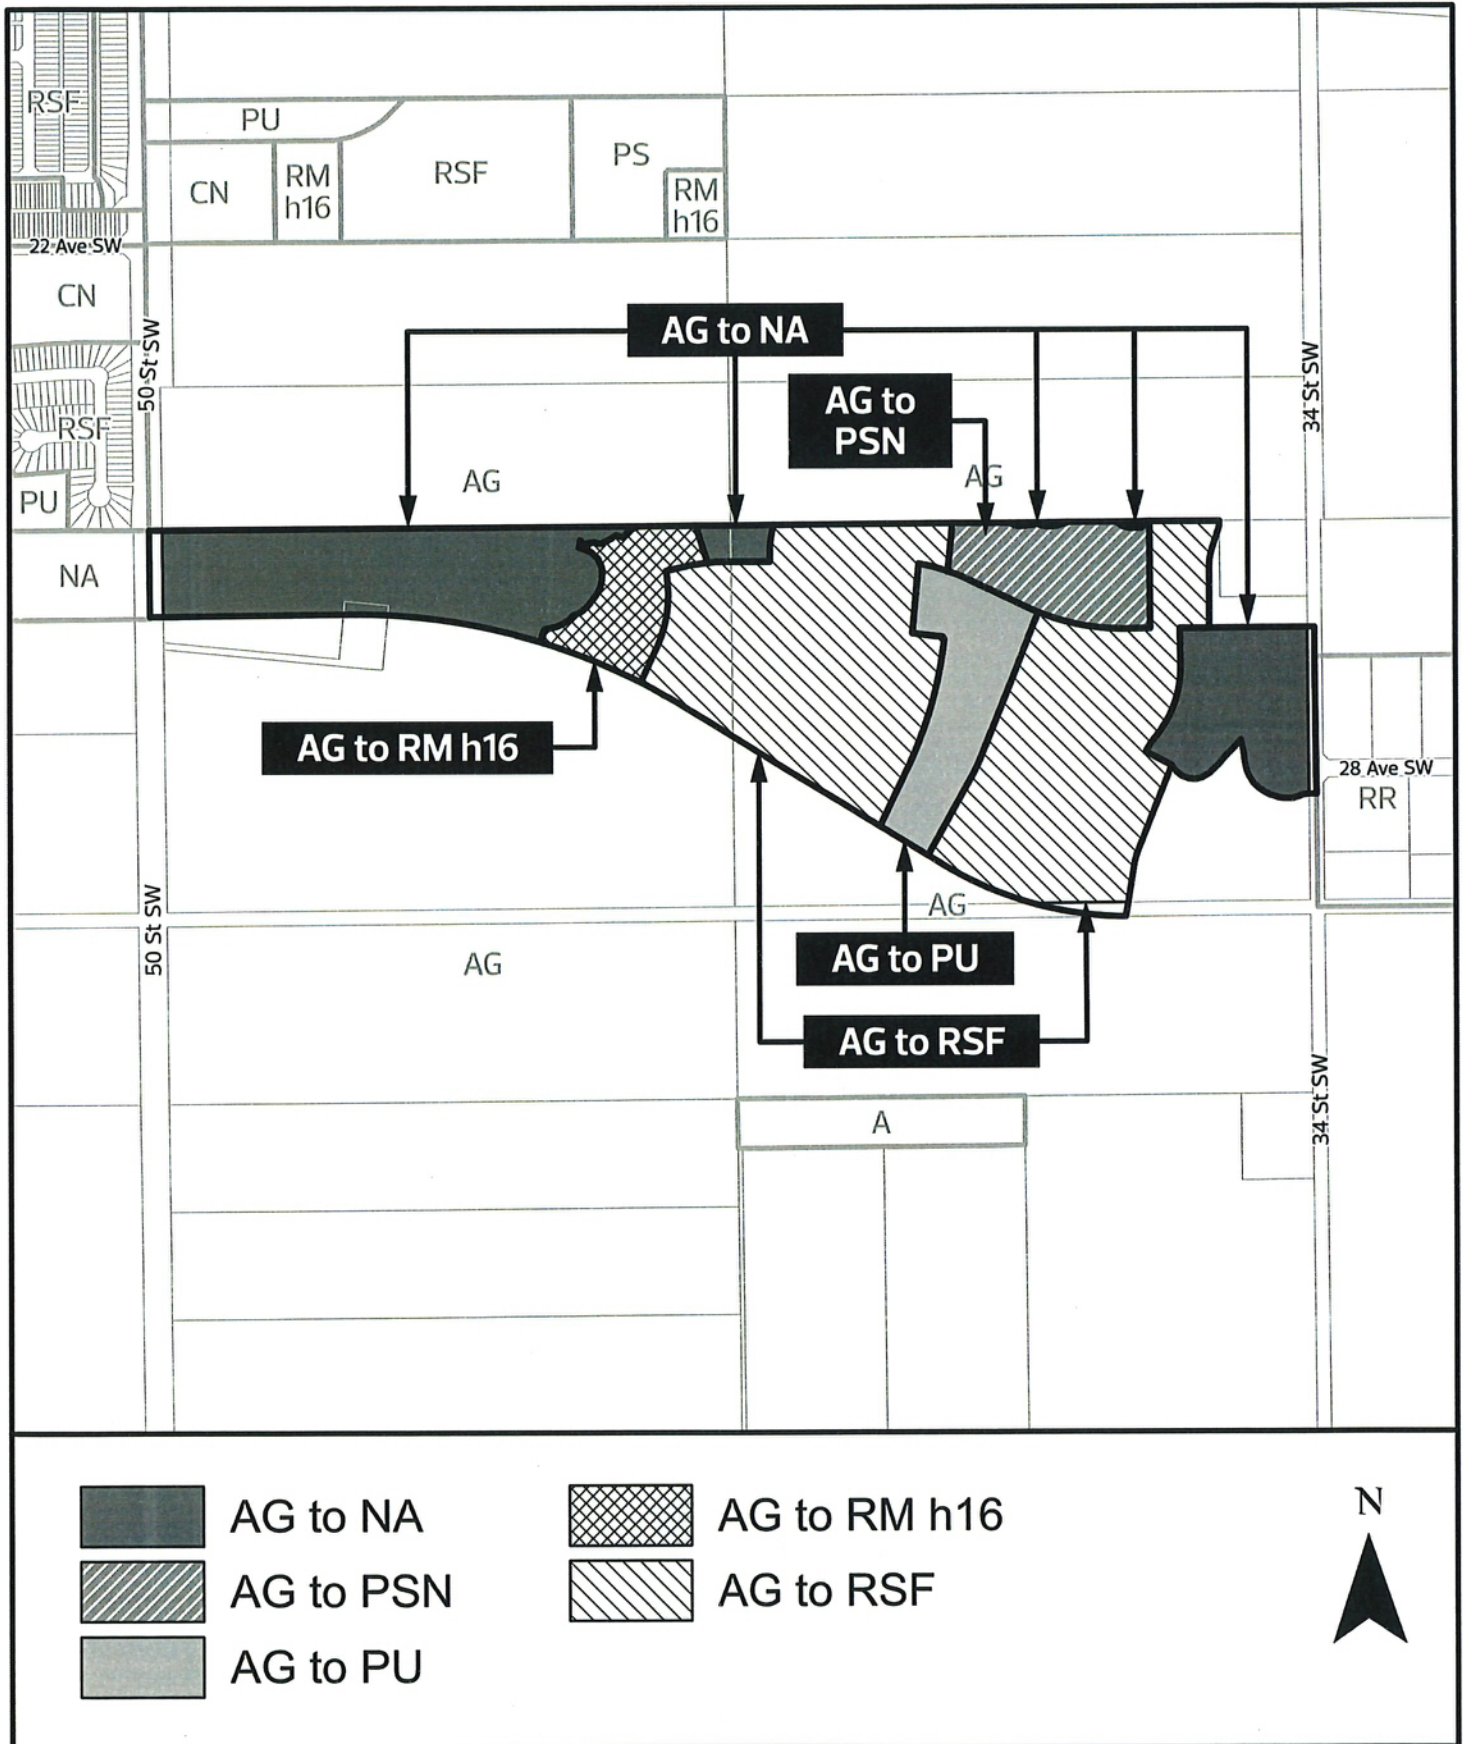 RSF
PU
CN
RM
h16
RSF
PS
RM
h16
22 Ave SW
CN
50 St SW
34 St SW
AG to NA
AG to
PSN
RSF
PU
AG
AG
NA
AG to RM h16
28 Ave SW
RR
50 St SW
AG
AG
AG to PU
AG to RSF
34 St SW
A
AG to NA
AG to RM h16
AG to PSN
AG to RSF
AG to PU
N